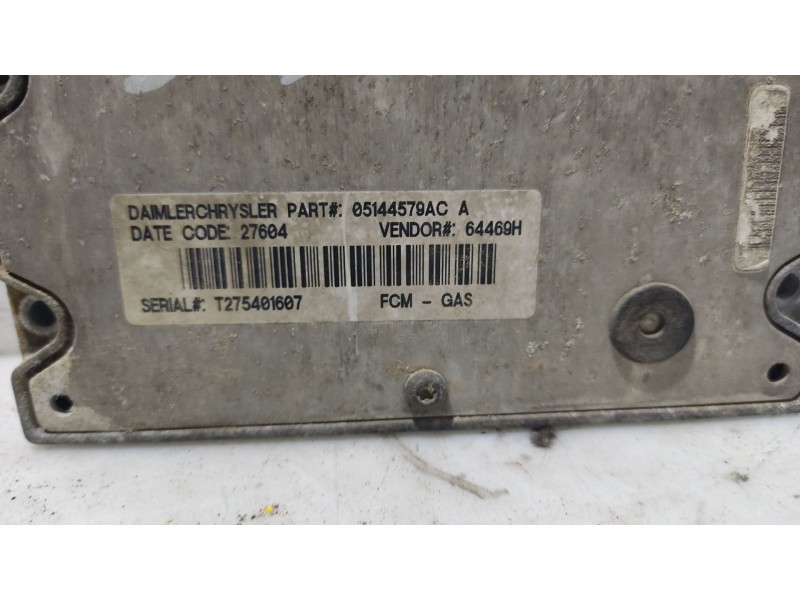 DAIMLERCHRYSLER PART#: 05144579AC A
DATE CODE: 27604 VENDOR#: 64469H
SERIAL#: T275401607 FCM - GAS